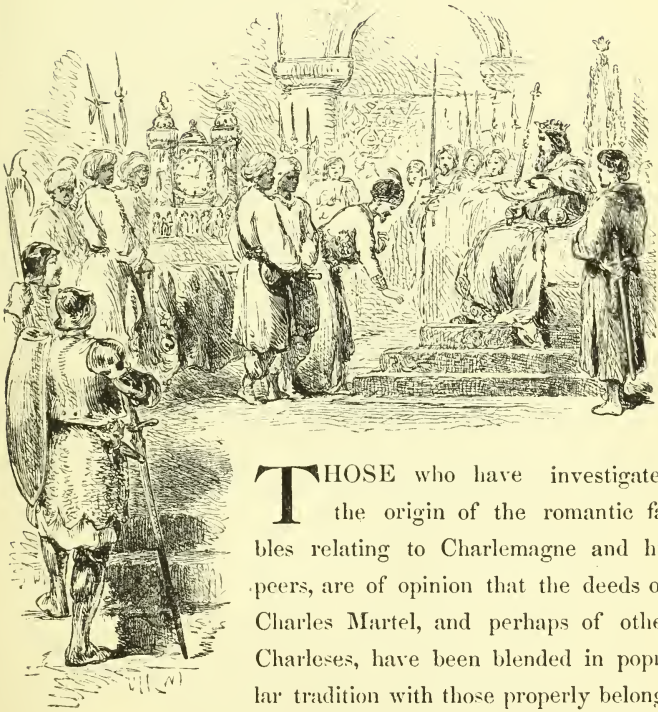 THOSE who have investigate
the origin of the romantic fa
bles relating to Charlemagne and h
peers, are of opinion that the deeds o
Charles Martel, and perhaps of othe
Charleses, have been blended in popu
lar tradition with those properly belong